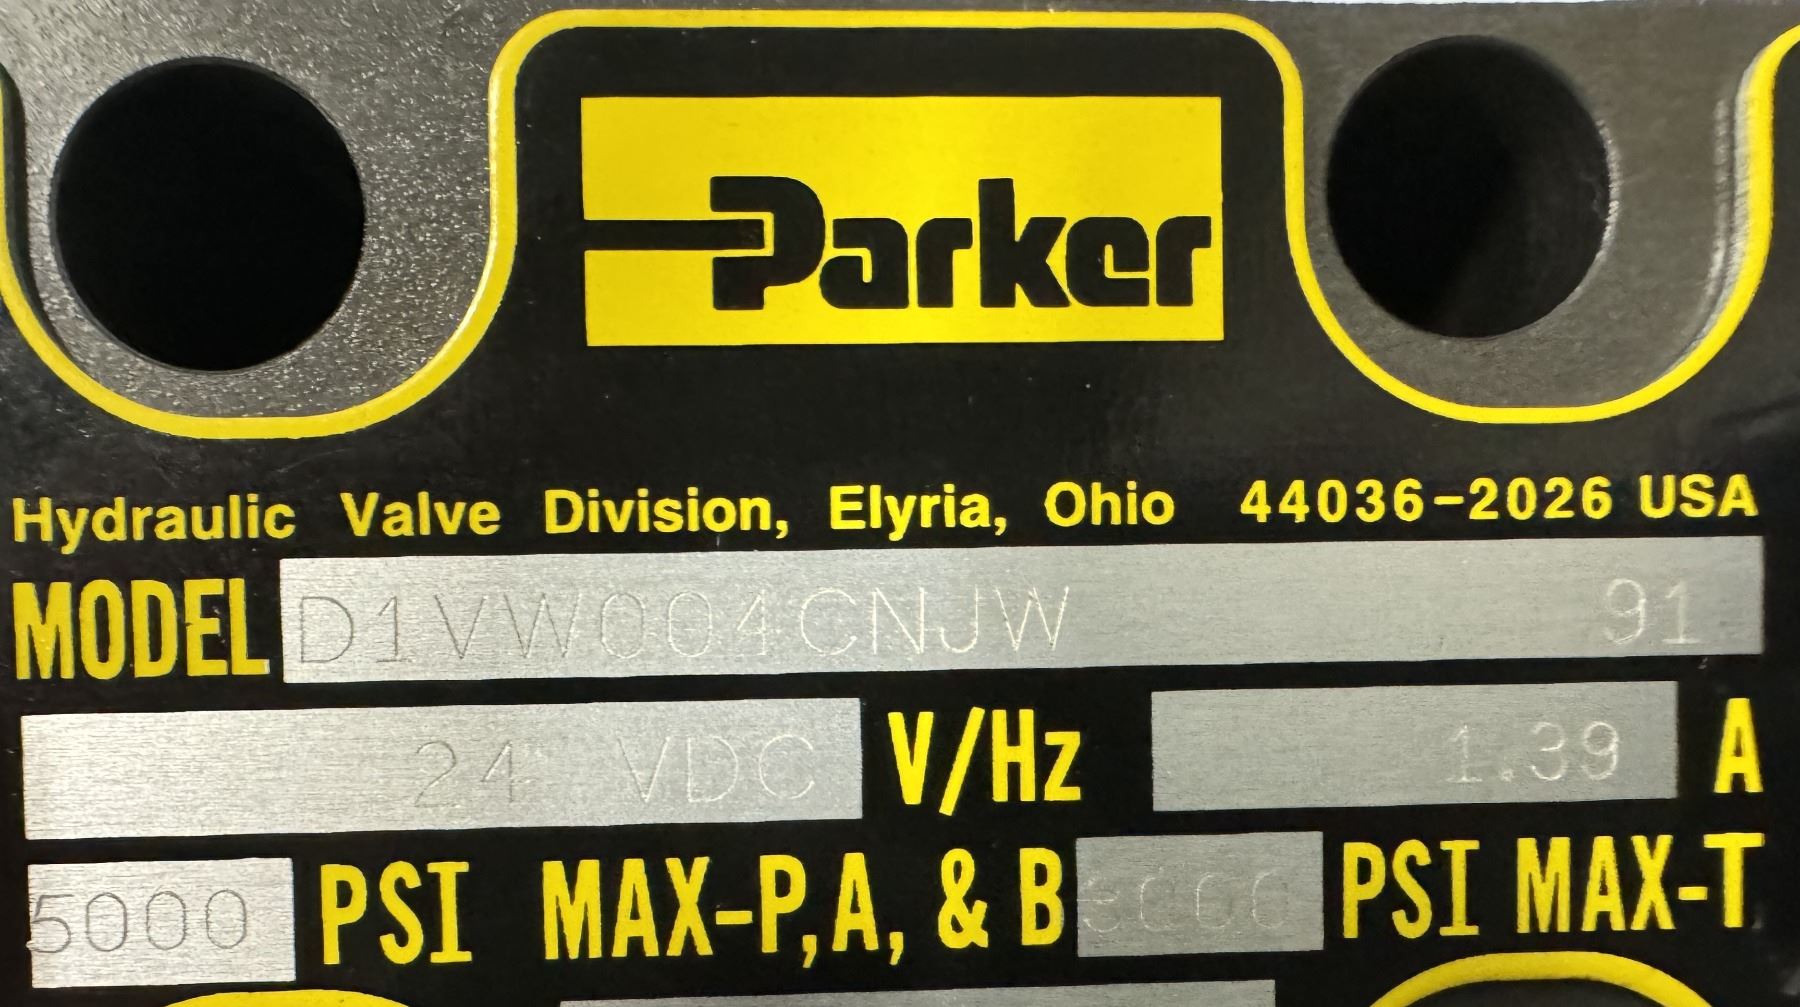 Parker
Hydraulic Valve Division, Elyria, Ohio 44036-2026 USA
MODEL D1VW004CNJW 91
24 VDC V/Hz 1.39 A
5000 PSI MAX-P,A, & B PSI MAX-T